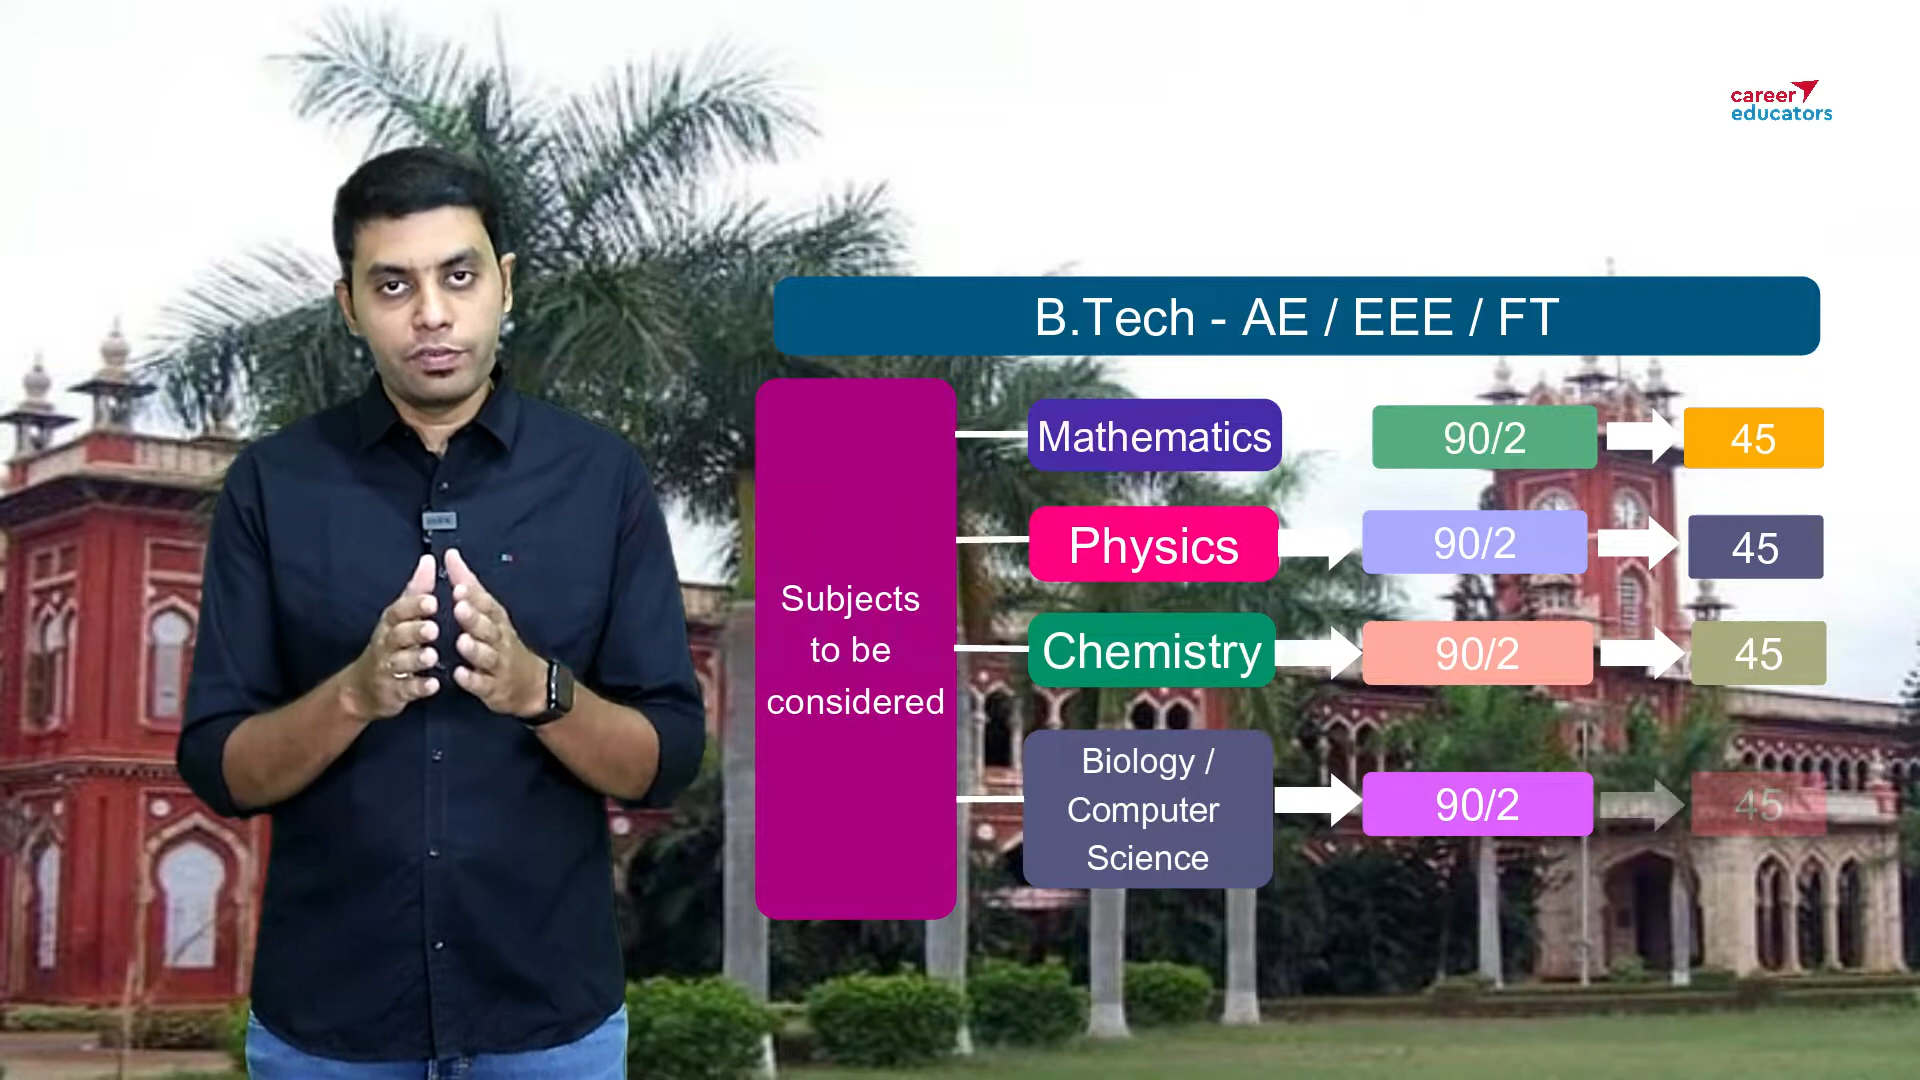 career
educators
B.Tech - AE / EEE / FT
Subjects
to be
considered
Mathematics
90/2
45
Physics
90/2
45
Chemistry
90/2
45
Biology /
Computer
Science
90/2
45